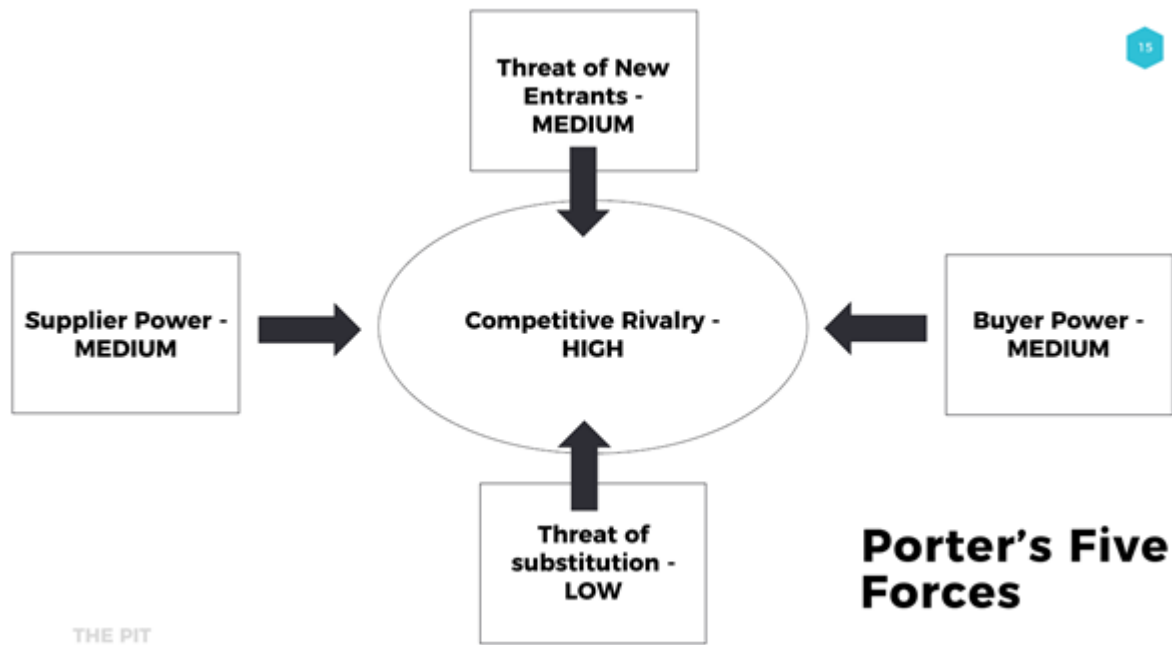 15
Threat of New
Entrants -
MEDIUM
Supplier Power -
MEDIUM
Competitive Rivalry -
HIGH
Buyer Power -
MEDIUM
Threat of
substitution -
LOW
Porter’s Five
Forces
THE PIT